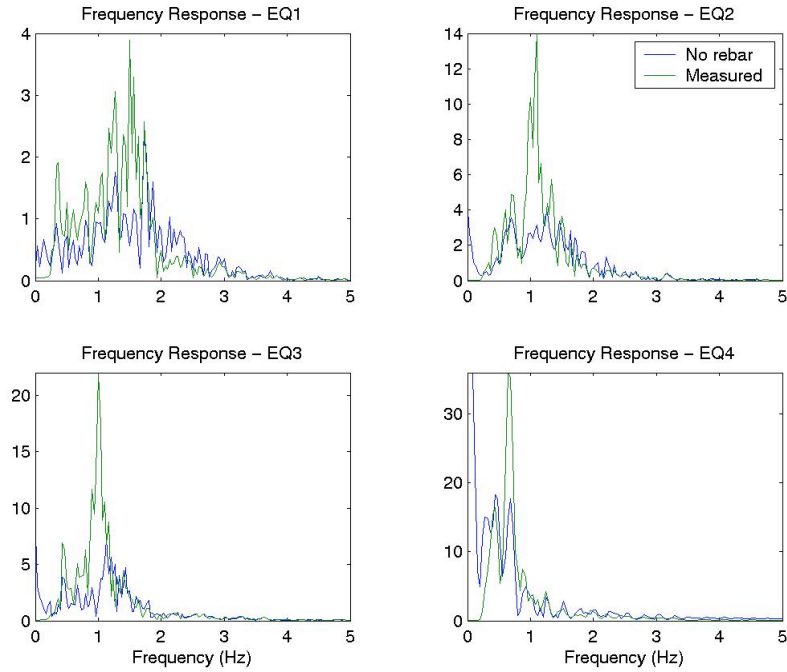 Frequency Response – EQ1
4
3
2
1
0
0 1 2 3 4 5
Frequency Response – EQ2
14
12
10
8
6
4
2
0
0 1 2 3 4 5
No rebar
Measured
Frequency Response – EQ3
20
15
10
5
0
0 1 2 3 4 5
Frequency (Hz)
Frequency Response – EQ4
30
20
10
0
0 1 2 3 4 5
Frequency (Hz)